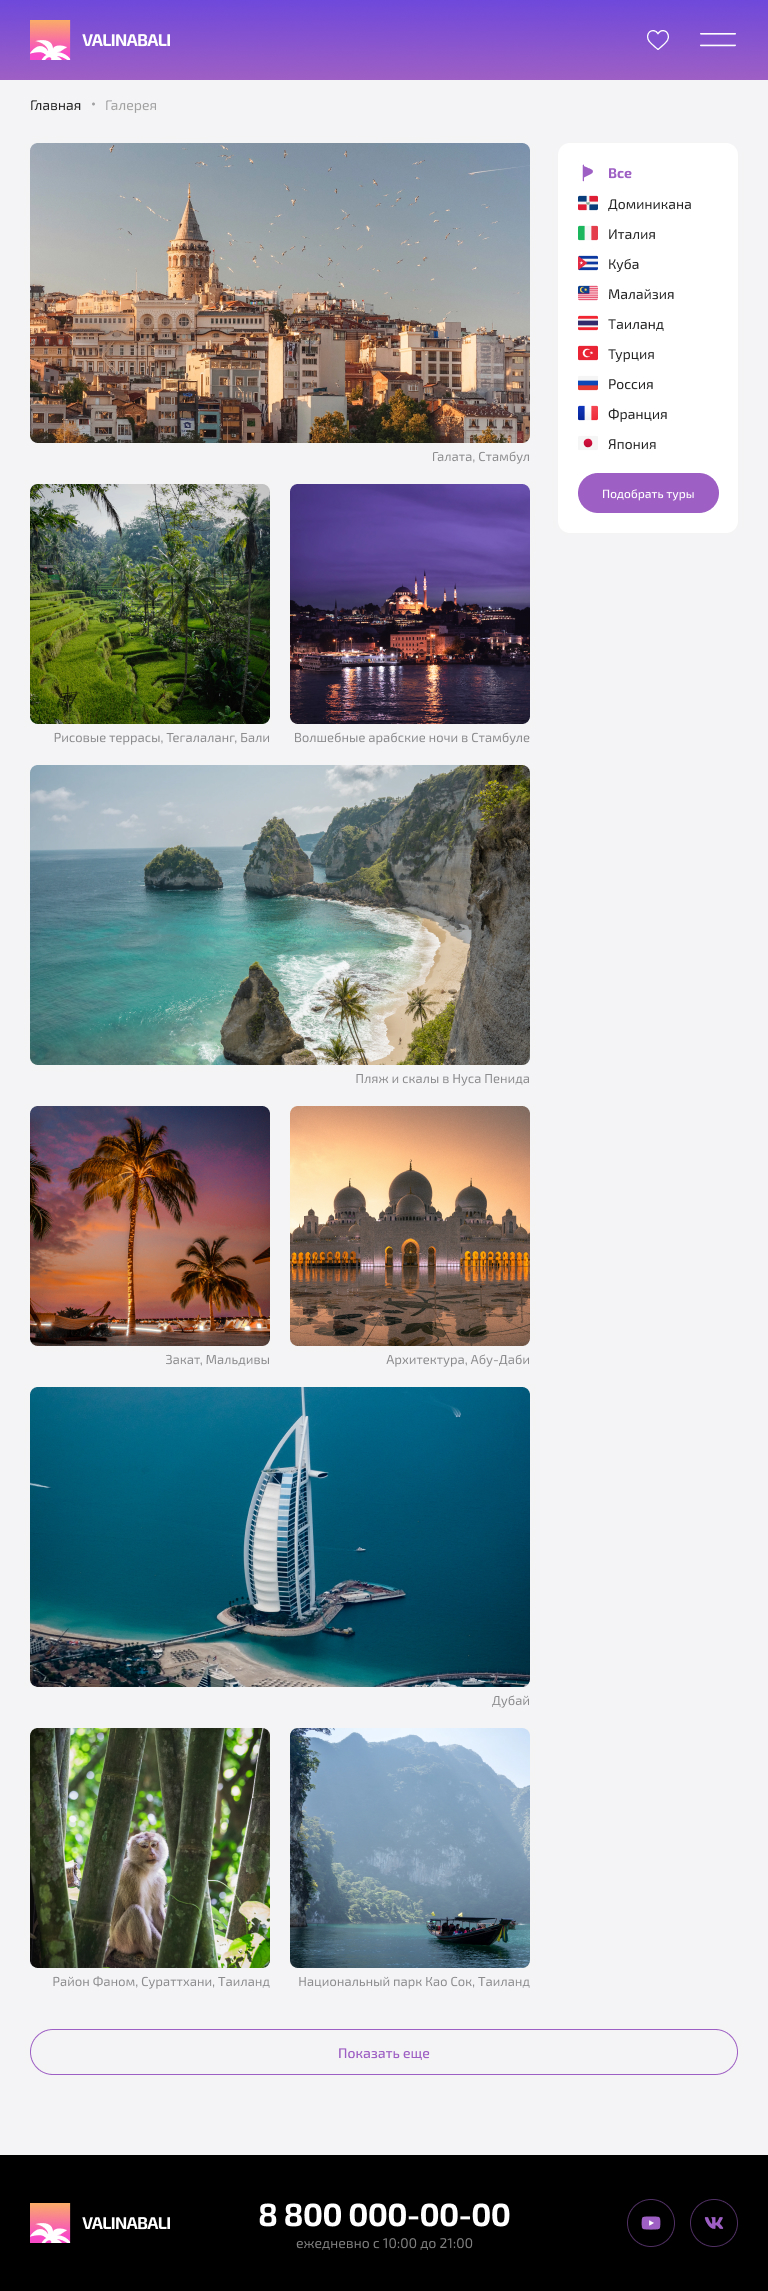 VALINABALI
Главная • Галерея
Галата, Стамбул
Рисовые террасы, Тегалаланг, Бали
Волшебные арабские ночи в Стамбуле
Пляж и скалы в Нуса Пенида
Закат, Мальдивы
Архитектура, Абу-Даби
Дубай
Район Фаном, Сураттхани, Таиланд
Национальный парк Као Сок, Таиланд
Все
Доминикана
Италия
Куба
Малайзия
Таиланд
Турция
Россия
Франция
Япония
Подобрать туры
Показать еще
VALINABALI
8 800 000-00-00
ежедневно с 10:00 до 21:00